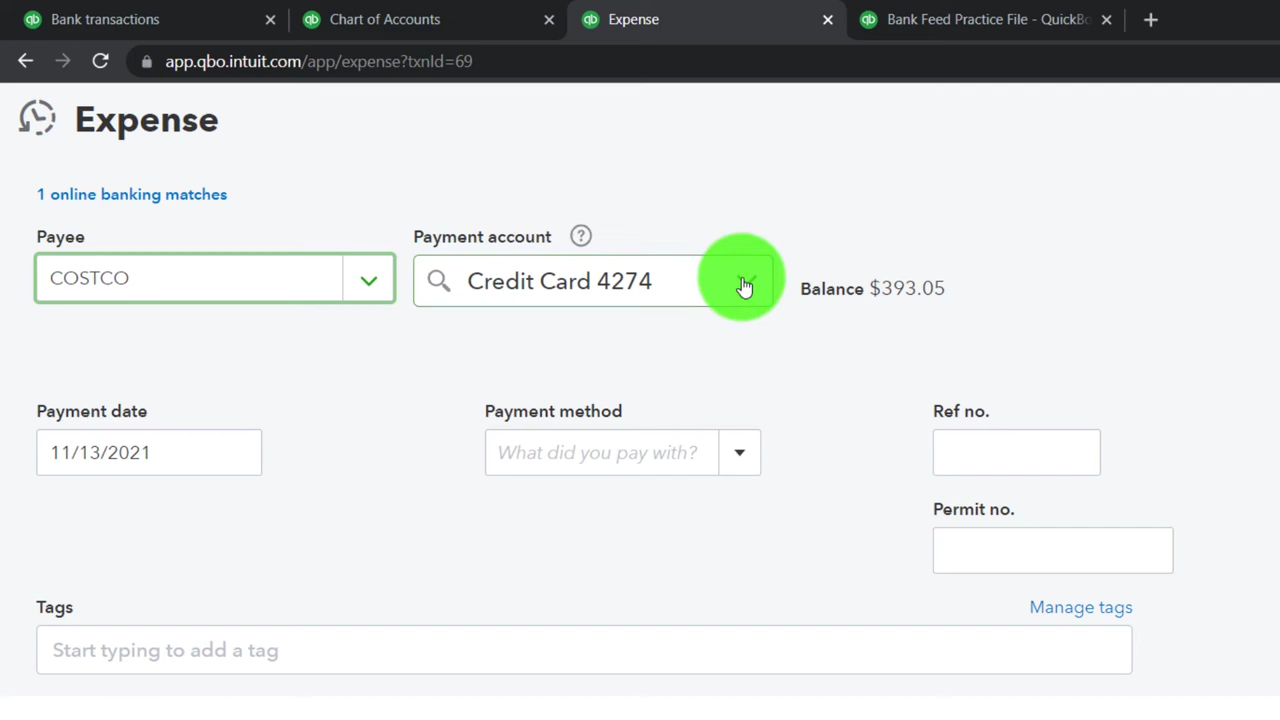 Bank transactions
Chart of Accounts
Expense
Bank Feed Practice File - QuickBo
app.qbo.intuit.com/app/expense?txnId=69
Expense
1 online banking matches
Payee
Payment account ?
COSTCO
Credit Card 4274
Balance $393.05
Payment date
Payment method
Ref no.
11/13/2021
What did you pay with?
Permit no.
Tags
Manage tags
Start typing to add a tag